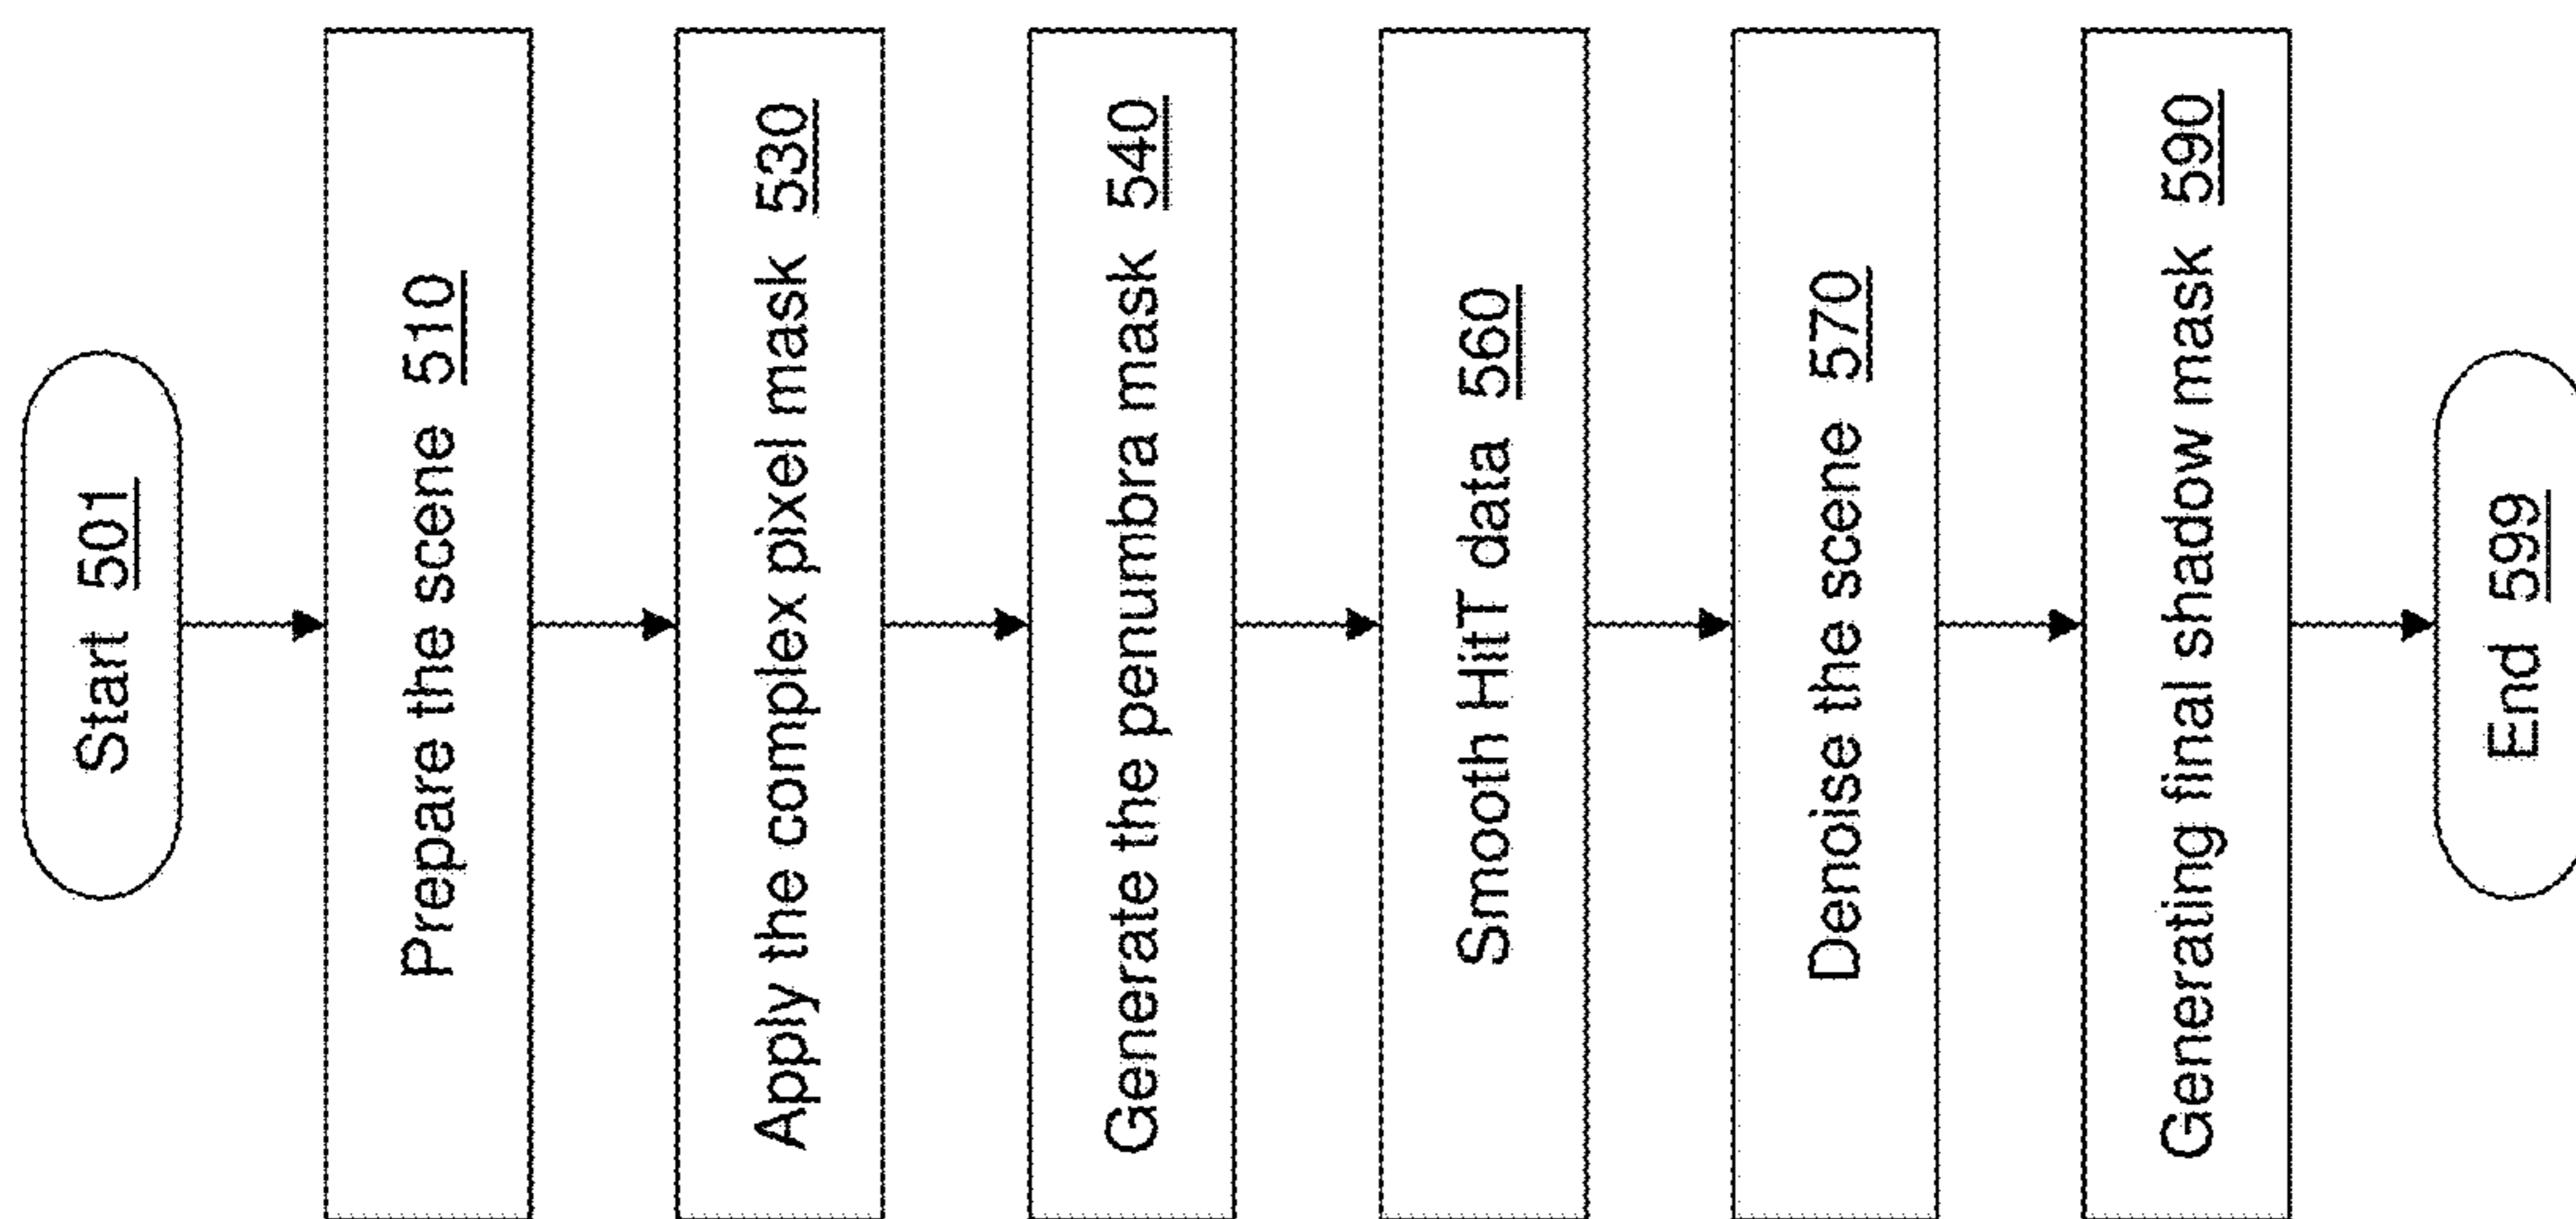 Start 501
Prepare the scene 510
Apply the complex pixel mask 530
Generate the penumbra mask 540
Smooth HitT data 560
Denoise the scene 570
Generating final shadow mask 590
End 599